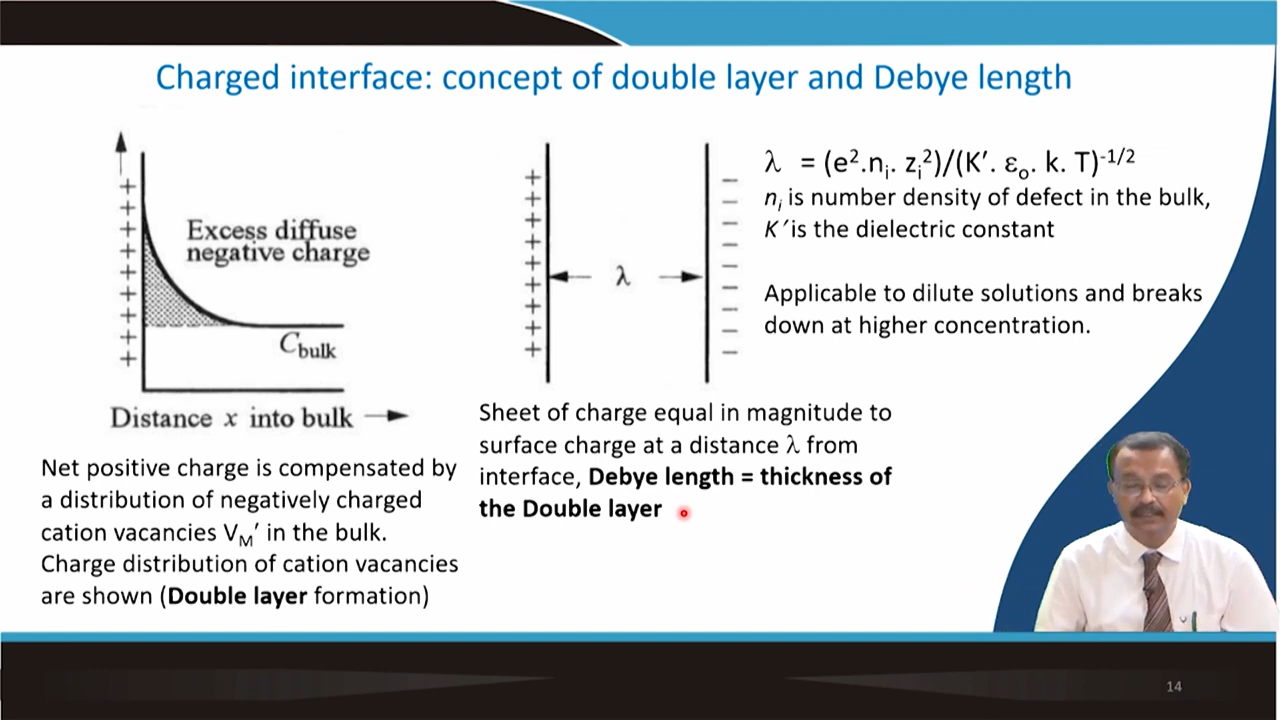 Charged interface: concept of double layer and Debye length
Excess diffuse
negative charge
C_bulk
Distance x into bulk
Net positive charge is compensated by
a distribution of negatively charged
cation vacancies V_M′ in the bulk.
Charge distribution of cation vacancies
are shown (Double layer formation)
+ + + + + + + + +
+ + + + + + + + +
λ
− − − − − − − − −
Sheet of charge equal in magnitude to
surface charge at a distance λ from
interface, Debye length = thickness of
the Double layer
λ = (e².nᵢ. zᵢ²)/(K′. ε₀. k. T)⁻¹/²
nᵢ is number density of defect in the bulk,
K′ is the dielectric constant
Applicable to dilute solutions and breaks
down at higher concentration.
14